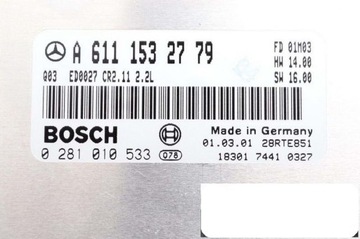 A 611 153 27 79
FD 01M03
HW 14.00
SW 16.00
Q03 ED0027 CR2.11 2.2L
BOSCH
0 281 010 533 078
Made in Germany
01.03.01 28RTE851
18301 7441 0327